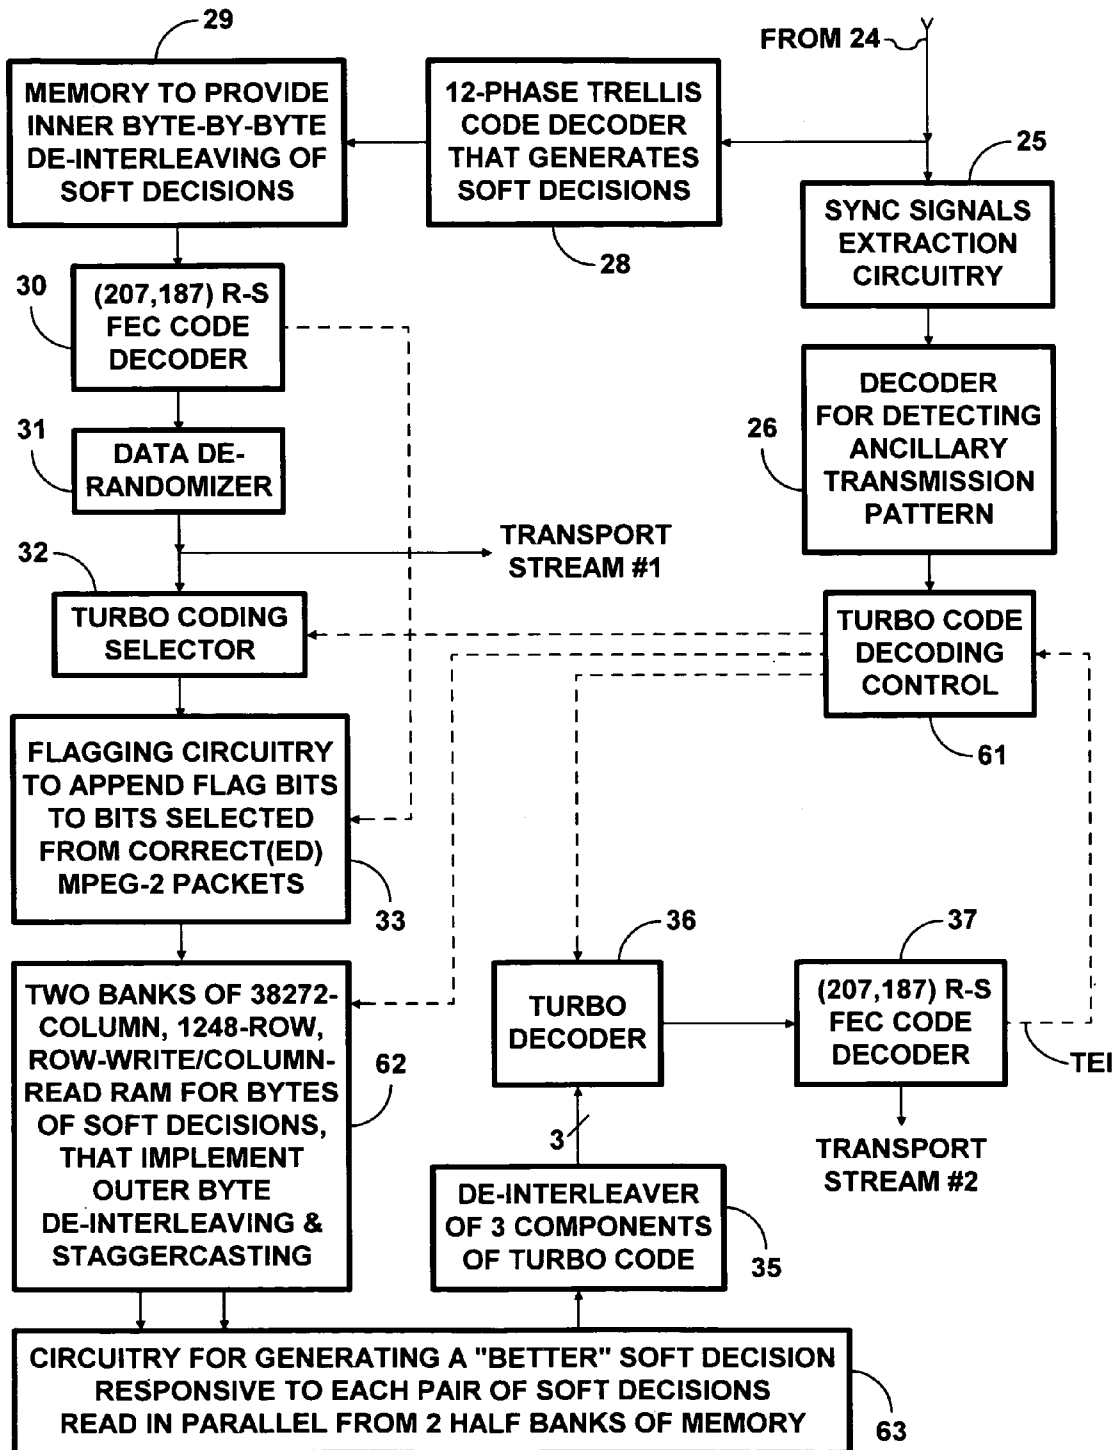 29
FROM 24
MEMORY TO PROVIDE
INNER BYTE-BY-BYTE
DE-INTERLEAVING OF
SOFT DECISIONS
12-PHASE TRELLIS
CODE DECODER
THAT GENERATES
SOFT DECISIONS
28
25
SYNC SIGNALS
EXTRACTION
CIRCUITRY
30
(207,187) R-S
FEC CODE
DECODER
26
DECODER
FOR DETECTING
ANCILLARY
TRANSMISSION
PATTERN
31
DATA DE-
RANDOMIZER
TRANSPORT
STREAM #1
32
TURBO CODING
SELECTOR
TURBO CODE
DECODING
CONTROL
61
FLAGGING CIRCUITRY
TO APPEND FLAG BITS
TO BITS SELECTED
FROM CORRECT(ED)
MPEG-2 PACKETS
33
36
37
TWO BANKS OF 38272-
COLUMN, 1248-ROW,
ROW-WRITE/COLUMN-
READ RAM FOR BYTES
OF SOFT DECISIONS,
THAT IMPLEMENT
OUTER BYTE
DE-INTERLEAVING &
STAGGERCASTING
62
TURBO
DECODER
(207,187) R-S
FEC CODE
DECODER
TEI
3
TRANSPORT
STREAM #2
DE-INTERLEAVER
OF 3 COMPONENTS
OF TURBO CODE
35
CIRCUITRY FOR GENERATING A "BETTER" SOFT DECISION
RESPONSIVE TO EACH PAIR OF SOFT DECISIONS
READ IN PARALLEL FROM 2 HALF BANKS OF MEMORY
63